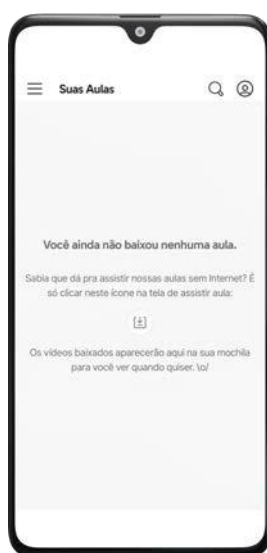 Suas Aulas
Você ainda não baixou nenhuma aula.
Sabia que dá pra assistir nossas aulas sem Internet? É
só clicar neste ícone na tela de assistir aula:
Os vídeos baixados aparecerão aqui na sua mochila
para você ver quando quiser. \o/